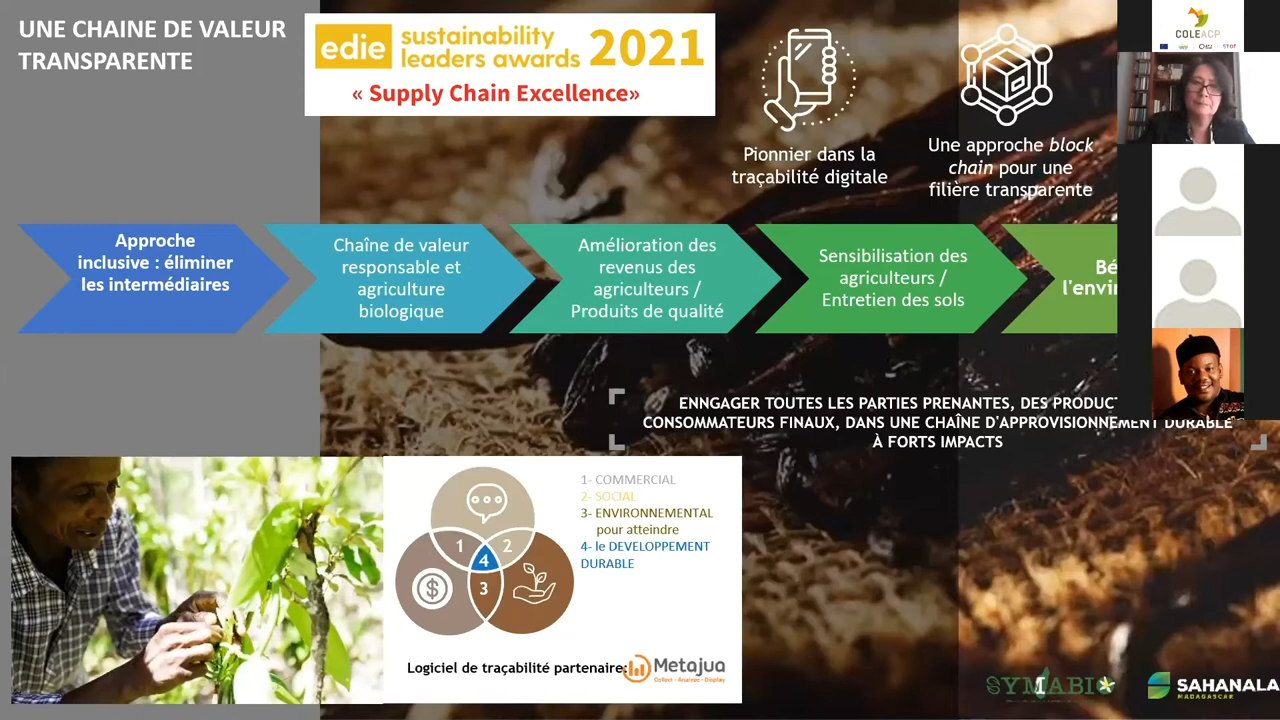 UNE CHAINE DE VALEUR
TRANSPARENTE
edie sustainability
leaders awards 2021
« Supply Chain Excellence»
Pionnier dans la
traçabilité digitale
Une approche block
chain pour une
filière transparente
COLEACP
Approche
inclusive : éliminer
les intermédiaires
Chaîne de valeur
responsable et
agriculture
biologique
Amélioration des
revenus des
agriculteurs /
Produits de qualité
Sensibilisation des
agriculteurs /
Entretien des sols
Bé
l'envir
ENNGAGER TOUTES LES PARTIES PRENANTES, DES PRODUCT
CONSOMMATEURS FINAUX, DANS UNE CHAÎNE D'APPROVISIONNEMENT DURABLE
À FORTS IMPACTS
1- COMMERCIAL
2- SOCIAL
3- ENVIRONNEMENTAL
pour atteindre
4- le DEVELOPPEMENT
DURABLE
1
2
4
3
$
Logiciel de traçabilité partenaire:
Metajua
Collect - Analyse - Display
SYMABIO
SAHANALA
MADAGASCAR